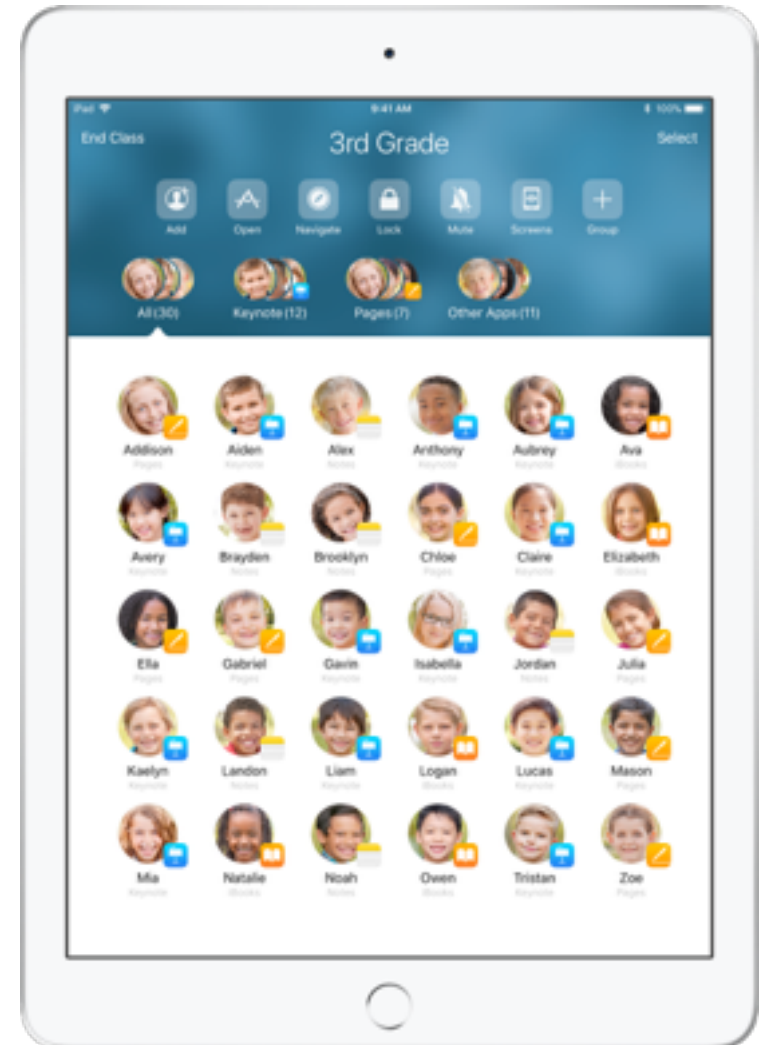 iPad 9:41 AM 100%
End Class 3rd Grade Select
Add Open Navigate Lock Mute Screens Group
All (30) Keynote (12) Pages (7) Other Apps (11)
Addison Aiden Alex Anthony Aubrey Ava
Pages Keynote Notes Keynote Keynote iBooks
Avery Brayden Brooklyn Chloe Claire Elizabeth
Keynote Notes Notes Pages Keynote iBooks
Ella Gabriel Gavin Isabella Jordan Julia
Pages Pages Keynote Keynote Notes Pages
Kaelyn Landon Liam Logan Lucas Mason
Keynote Notes Keynote iBooks Keynote Pages
Mia Natalie Noah Owen Tristan Zoe
Keynote iBooks Notes iBooks Keynote Pages